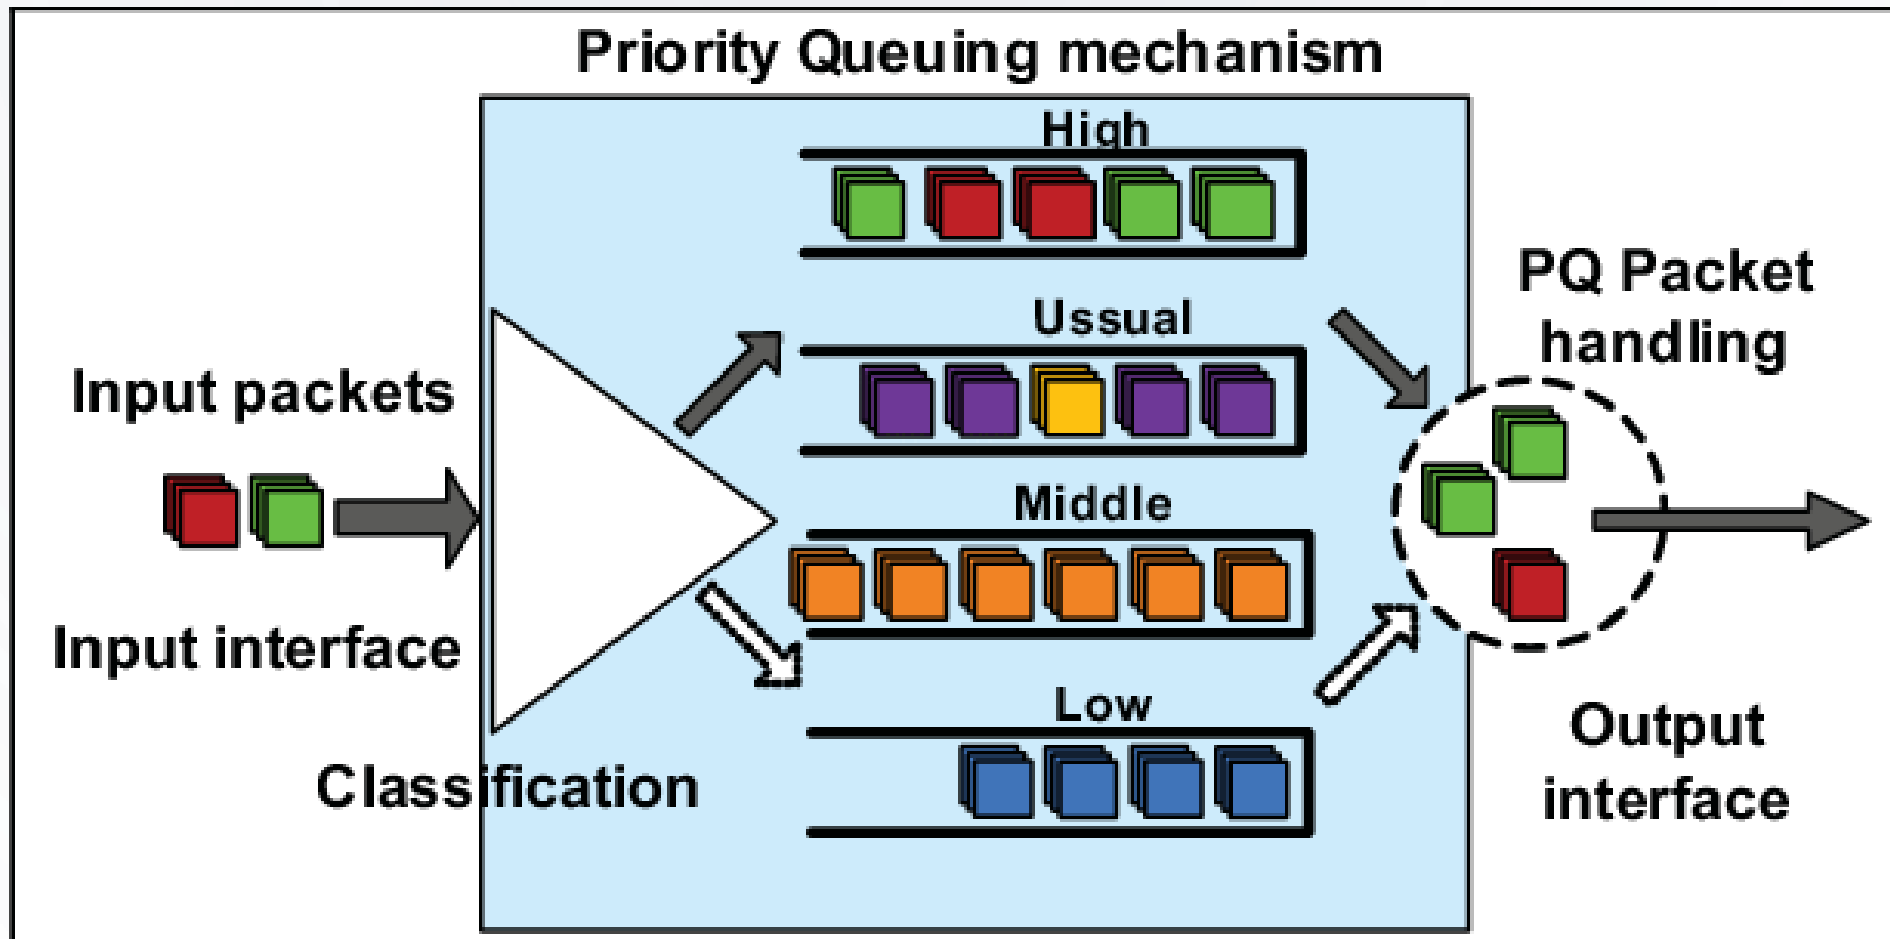 Priority Queuing mechanism
High
Ussual
Middle
Low
Input packets
Input interface
Classification
PQ Packet
handling
Output
interface